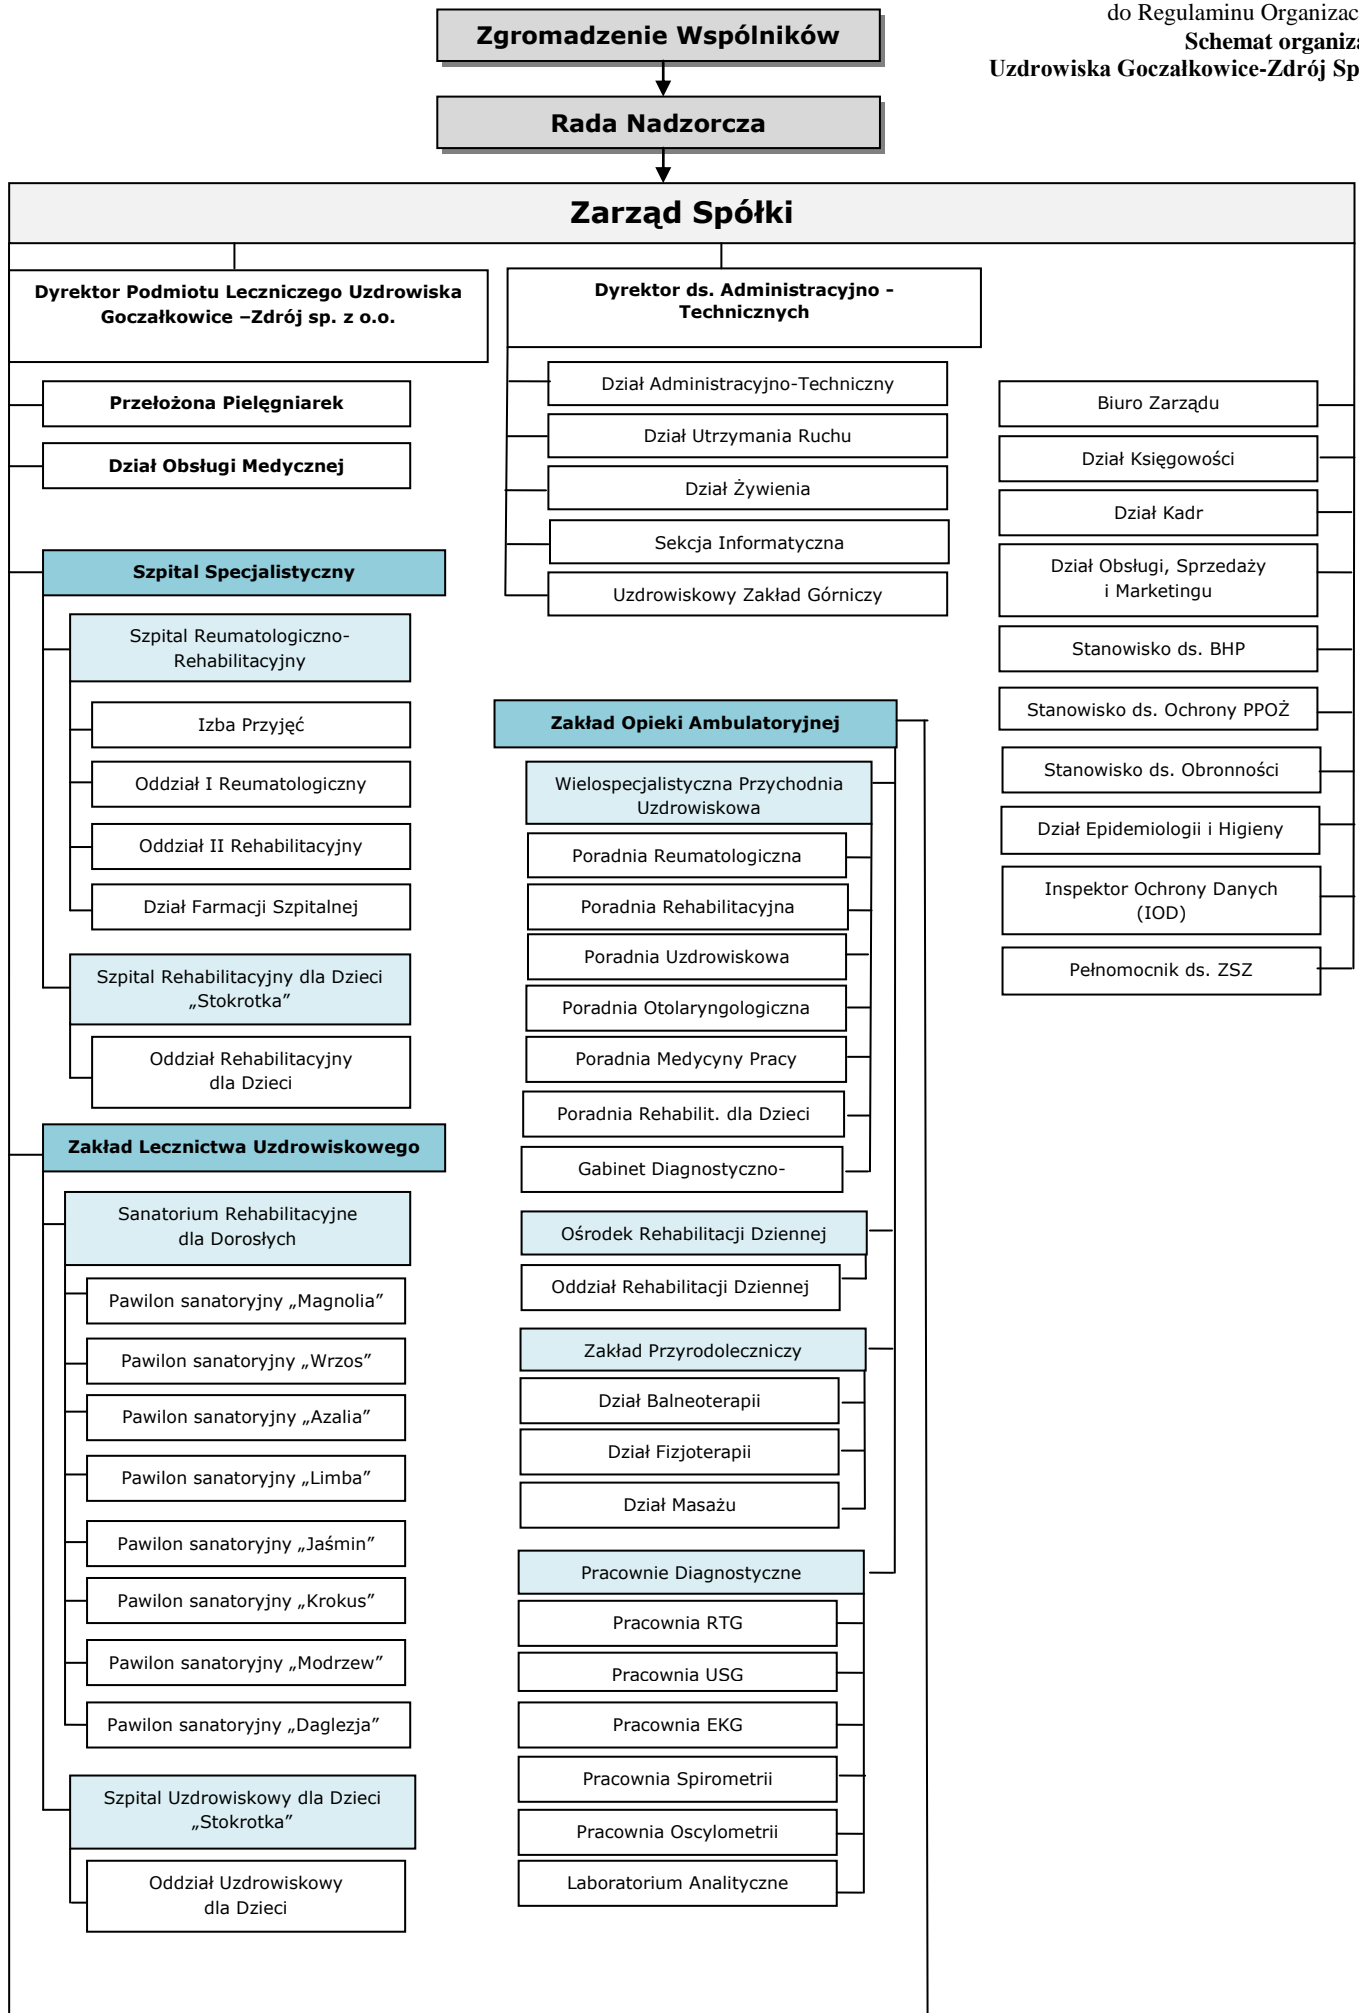 do Regulaminu Organizac
Schemat organiza
Uzdrowiska Goczałkowice-Zdrój Sp
Zgromadzenie Wspólników
Rada Nadzorcza
Zarząd Spółki
Dyrektor Podmiotu Leczniczego Uzdrowiska
Goczałkowice –Zdrój sp. z o.o.
Przełożona Pielęgniarek
Dział Obsługi Medycznej
Szpital Specjalistyczny
Szpital Reumatologiczno-
Rehabilitacyjny
Izba Przyjęć
Oddział I Reumatologiczny
Oddział II Rehabilitacyjny
Dział Farmacji Szpitalnej
Szpital Rehabilitacyjny dla Dzieci
„Stokrotka”
Oddział Rehabilitacyjny
dla Dzieci
Zakład Lecznictwa Uzdrowiskowego
Sanatorium Rehabilitacyjne
dla Dorosłych
Pawilon sanatoryjny „Magnolia”
Pawilon sanatoryjny „Wrzos”
Pawilon sanatoryjny „Azalia”
Pawilon sanatoryjny „Limba”
Pawilon sanatoryjny „Jaśmin”
Pawilon sanatoryjny „Krokus”
Pawilon sanatoryjny „Modrzew”
Pawilon sanatoryjny „Daglezja”
Szpital Uzdrowiskowy dla Dzieci
„Stokrotka”
Oddział Uzdrowiskowy
dla Dzieci
Dyrektor ds. Administracyjno -
Technicznych
Dział Administracyjno-Techniczny
Dział Utrzymania Ruchu
Dział Żywienia
Sekcja Informatyczna
Uzdrowiskowy Zakład Górniczy
Zakład Opieki Ambulatoryjnej
Wielospecjalistyczna Przychodnia
Uzdrowiskowa
Poradnia Reumatologiczna
Poradnia Rehabilitacyjna
Poradnia Uzdrowiskowa
Poradnia Otolaryngologiczna
Poradnia Medycyny Pracy
Poradnia Rehabilit. dla Dzieci
Gabinet Diagnostyczno-
Ośrodek Rehabilitacji Dziennej
Oddział Rehabilitacji Dziennej
Zakład Przyrodoleczniczy
Dział Balneoterapii
Dział Fizjoterapii
Dział Masażu
Pracownie Diagnostyczne
Pracownia RTG
Pracownia USG
Pracownia EKG
Pracownia Spirometrii
Pracownia Oscylometrii
Laboratorium Analityczne
Biuro Zarządu
Dział Księgowości
Dział Kadr
Dział Obsługi, Sprzedaży
i Marketingu
Stanowisko ds. BHP
Stanowisko ds. Ochrony PPOŻ
Stanowisko ds. Obronności
Dział Epidemiologii i Higieny
Inspektor Ochrony Danych
(IOD)
Pełnomocnik ds. ZSZ